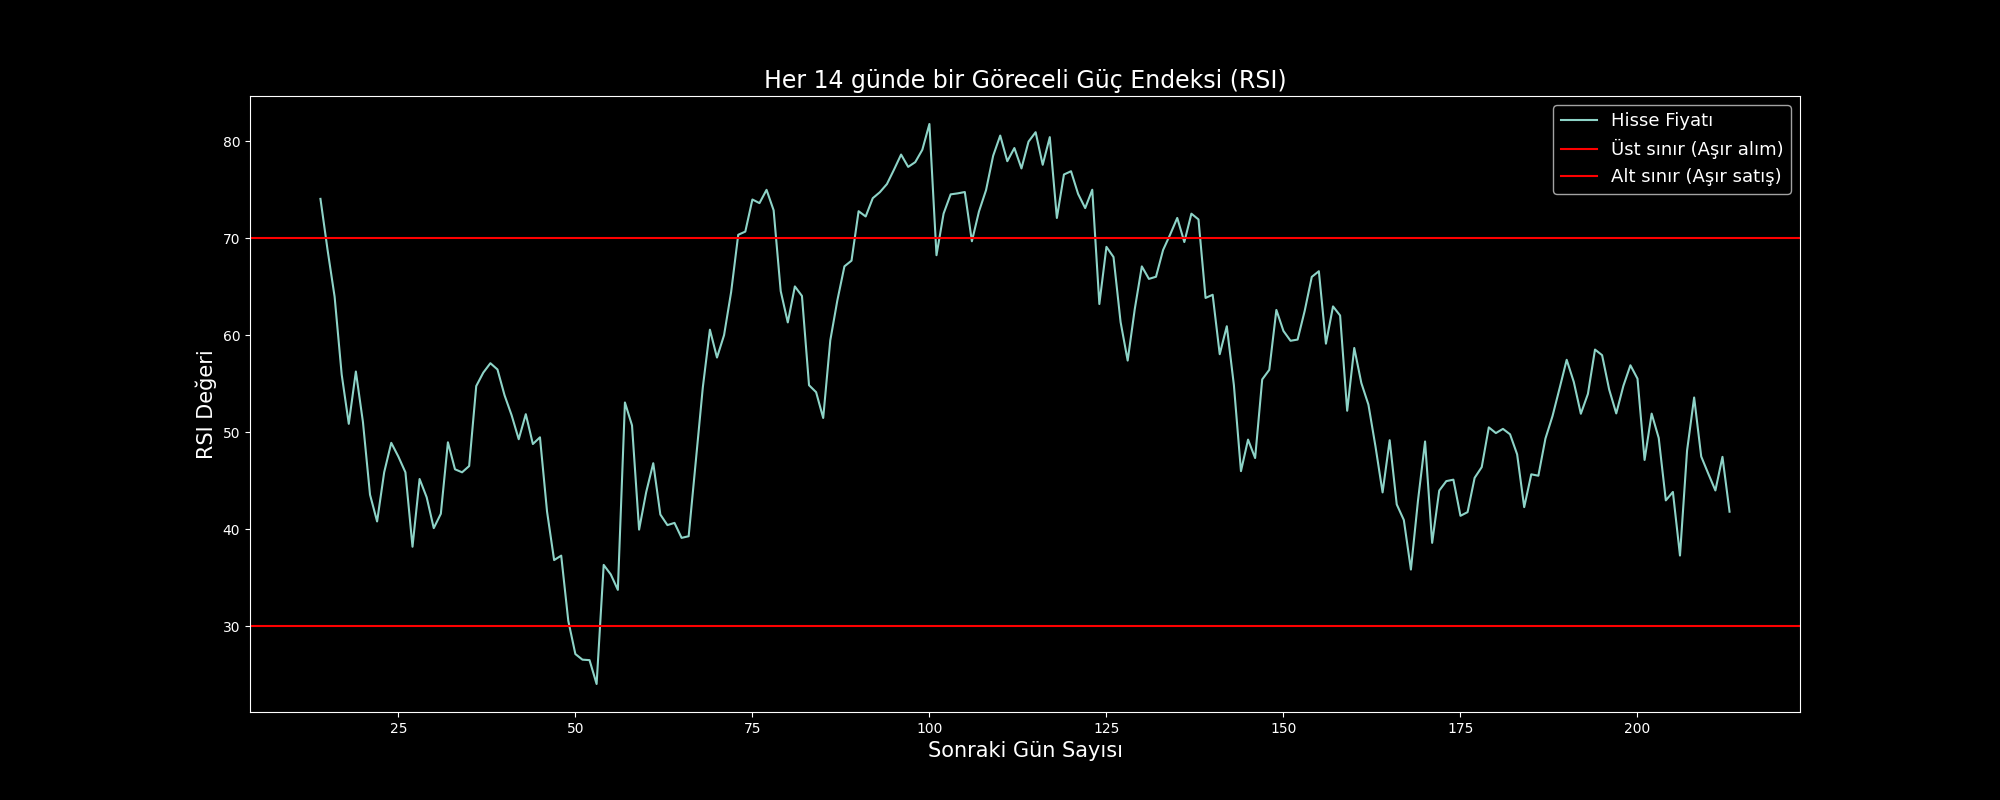 Her 14 günde bir Göreceli Güç Endeksi (RSI)
Hisse Fiyatı
Üst sınır (Aşır alım)
Alt sınır (Aşır satış)
RSI Değeri
80
70
60
50
40
30
25
50
75
100
125
150
175
200
Sonraki Gün Sayısı